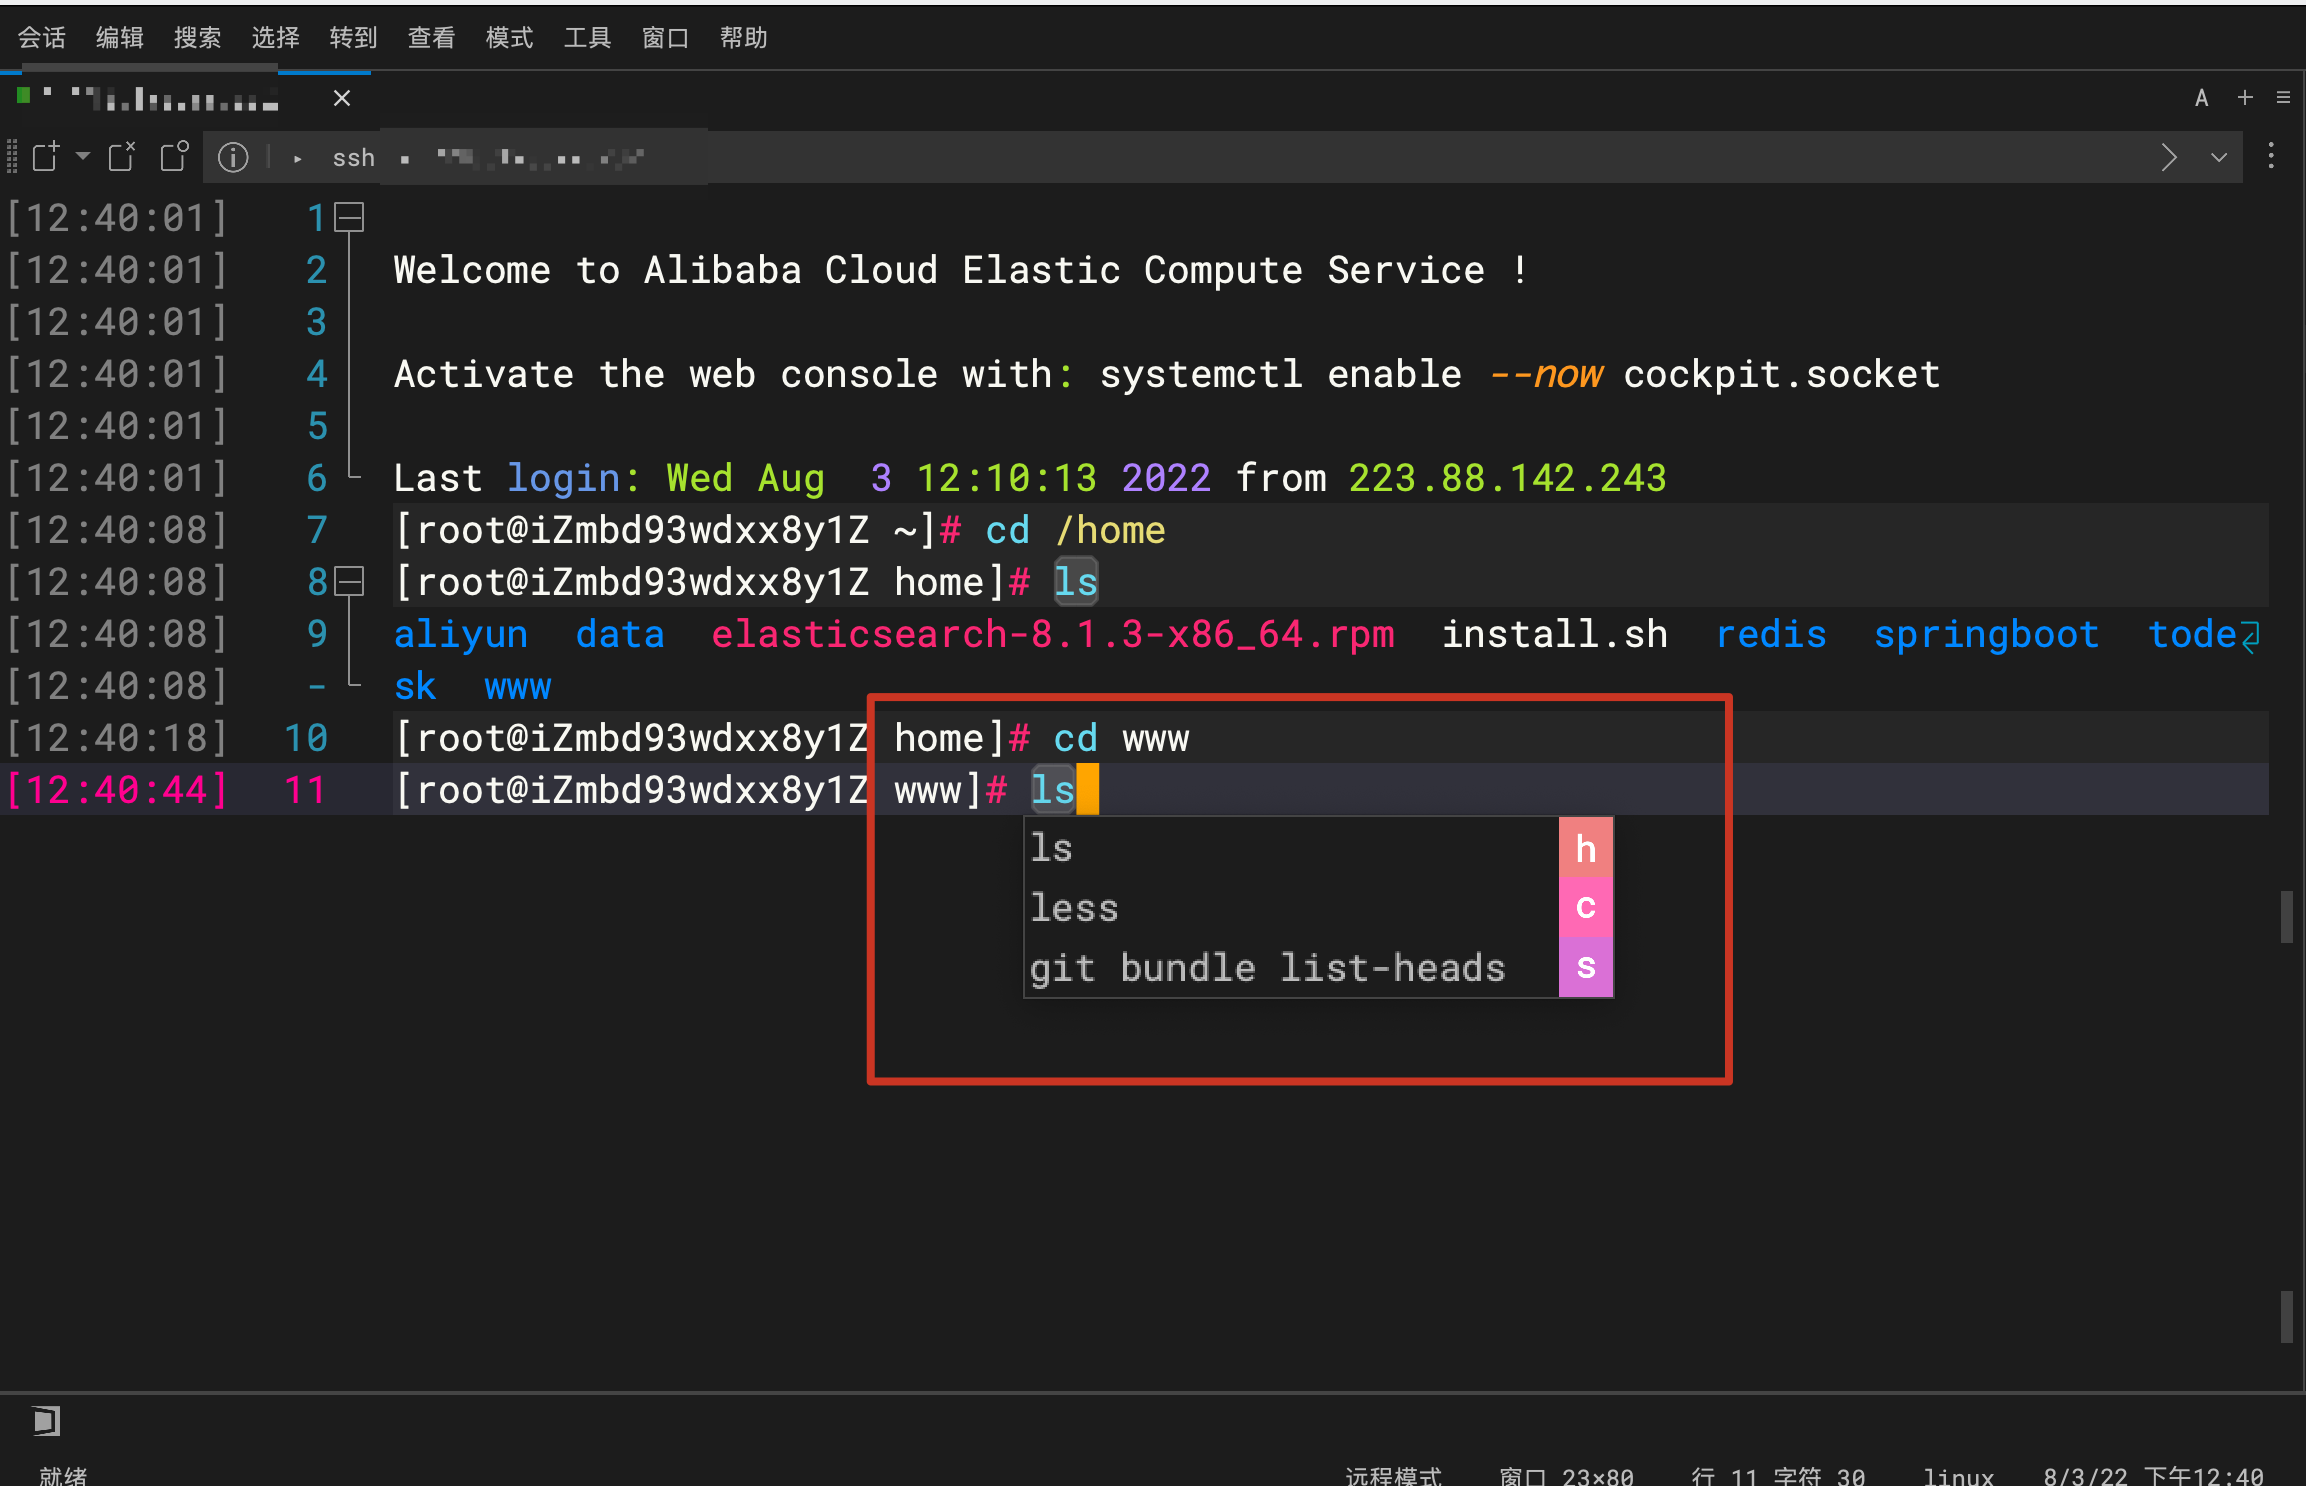 会话 编辑 搜索 选择 转到 查看 模式 工具 窗口 帮助
A + ≡
ssh
[12:40:01] 1
[12:40:01] 2 Welcome to Alibaba Cloud Elastic Compute Service !
[12:40:01] 3
[12:40:01] 4 Activate the web console with: systemctl enable --now cockpit.socket
[12:40:01] 5
[12:40:01] 6 Last login: Wed Aug  3 12:10:13 2022 from 223.88.142.243
[12:40:08] 7 [root@iZmbd93wdxx8y1Z ~]# cd /home
[12:40:08] 8 [root@iZmbd93wdxx8y1Z home]# ls
[12:40:08] 9 aliyun  data  elasticsearch-8.1.3-x86_64.rpm  install.sh  redis  springboot  tode
[12:40:08] - sk  www
[12:40:18] 10 [root@iZmbd93wdxx8y1Z home]# cd www
[12:40:44] 11 [root@iZmbd93wdxx8y1Z www]# ls
ls h
less c
git bundle list-heads s
就绪 远程模式 窗口 23×80 行 11 字符 30 linux 8/3/22 下午12:40